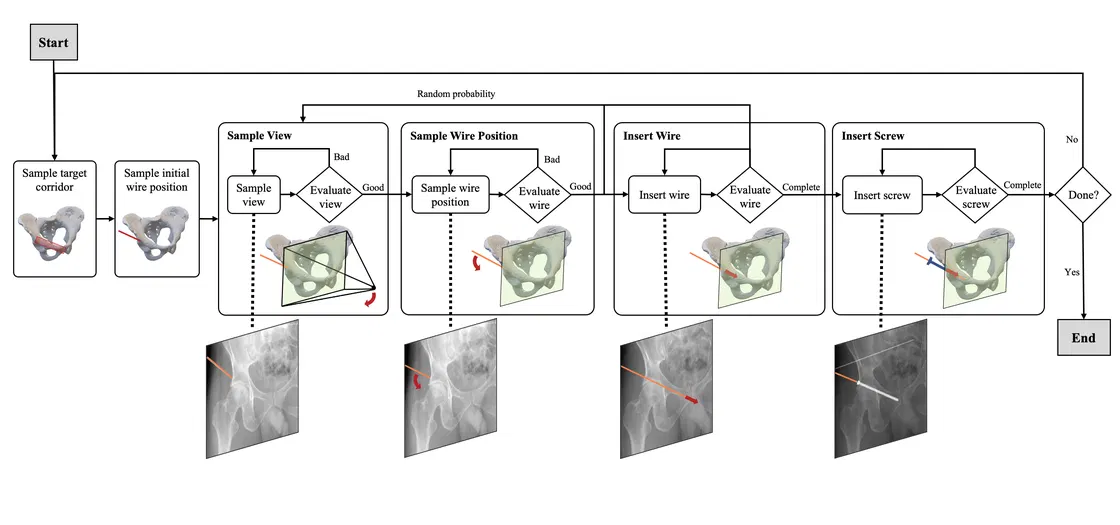 Start
Random probability
Sample target
corridor
Sample initial
wire position
Sample View
Sample
view
Evaluate
view
Bad
Good
Sample Wire Position
Sample wire
position
Evaluate
wire
Bad
Good
Insert Wire
Insert wire
Evaluate
wire
Complete
Insert Screw
Insert screw
Evaluate
screw
Complete
No
Done?
Yes
End